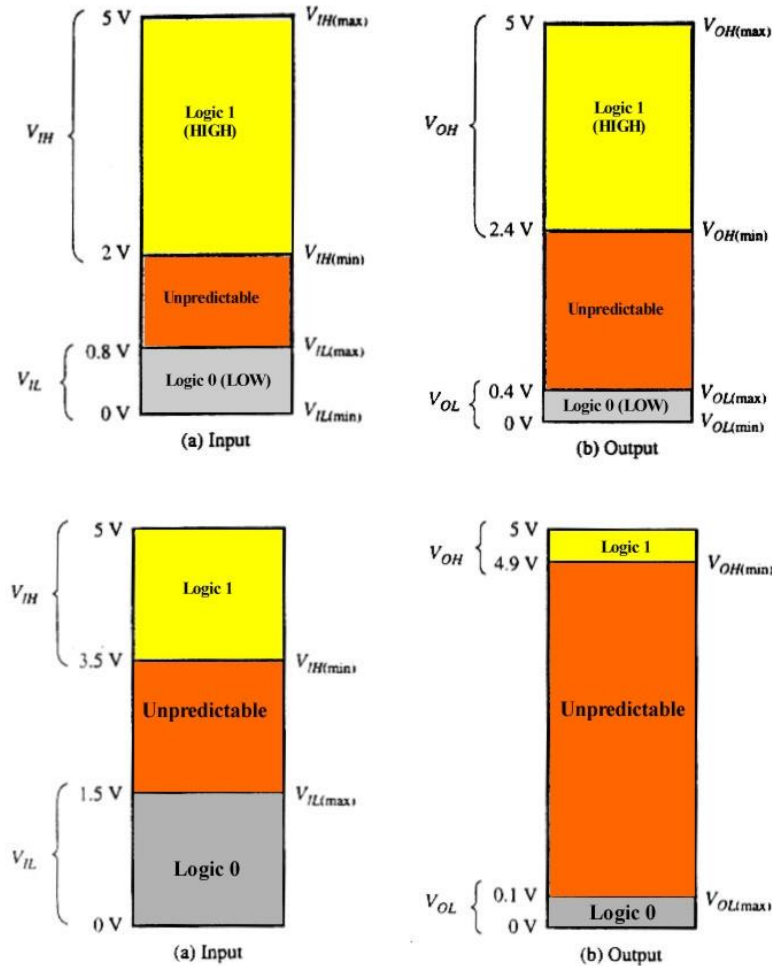 5 V
V_IH(max)
Logic 1
(HIGH)
V_IH
2 V
V_IH(min)
Unpredictable
0.8 V
V_IL(max)
V_IL
Logic 0 (LOW)
0 V
V_IL(min)
(a) Input
5 V
V_OH(max)
Logic 1
(HIGH)
V_OH
2.4 V
V_OH(min)
Unpredictable
0.4 V
V_OL(max)
V_OL
Logic 0 (LOW)
0 V
V_OL(min)
(b) Output
5 V
V_IH
Logic 1
3.5 V
V_IH(min)
Unpredictable
1.5 V
V_IL(max)
V_IL
Logic 0
0 V
(a) Input
5 V
V_OH
Logic 1
4.9 V
V_OH(min)
Unpredictable
0.1 V
V_OL
Logic 0
V_OL(max)
0 V
(b) Output